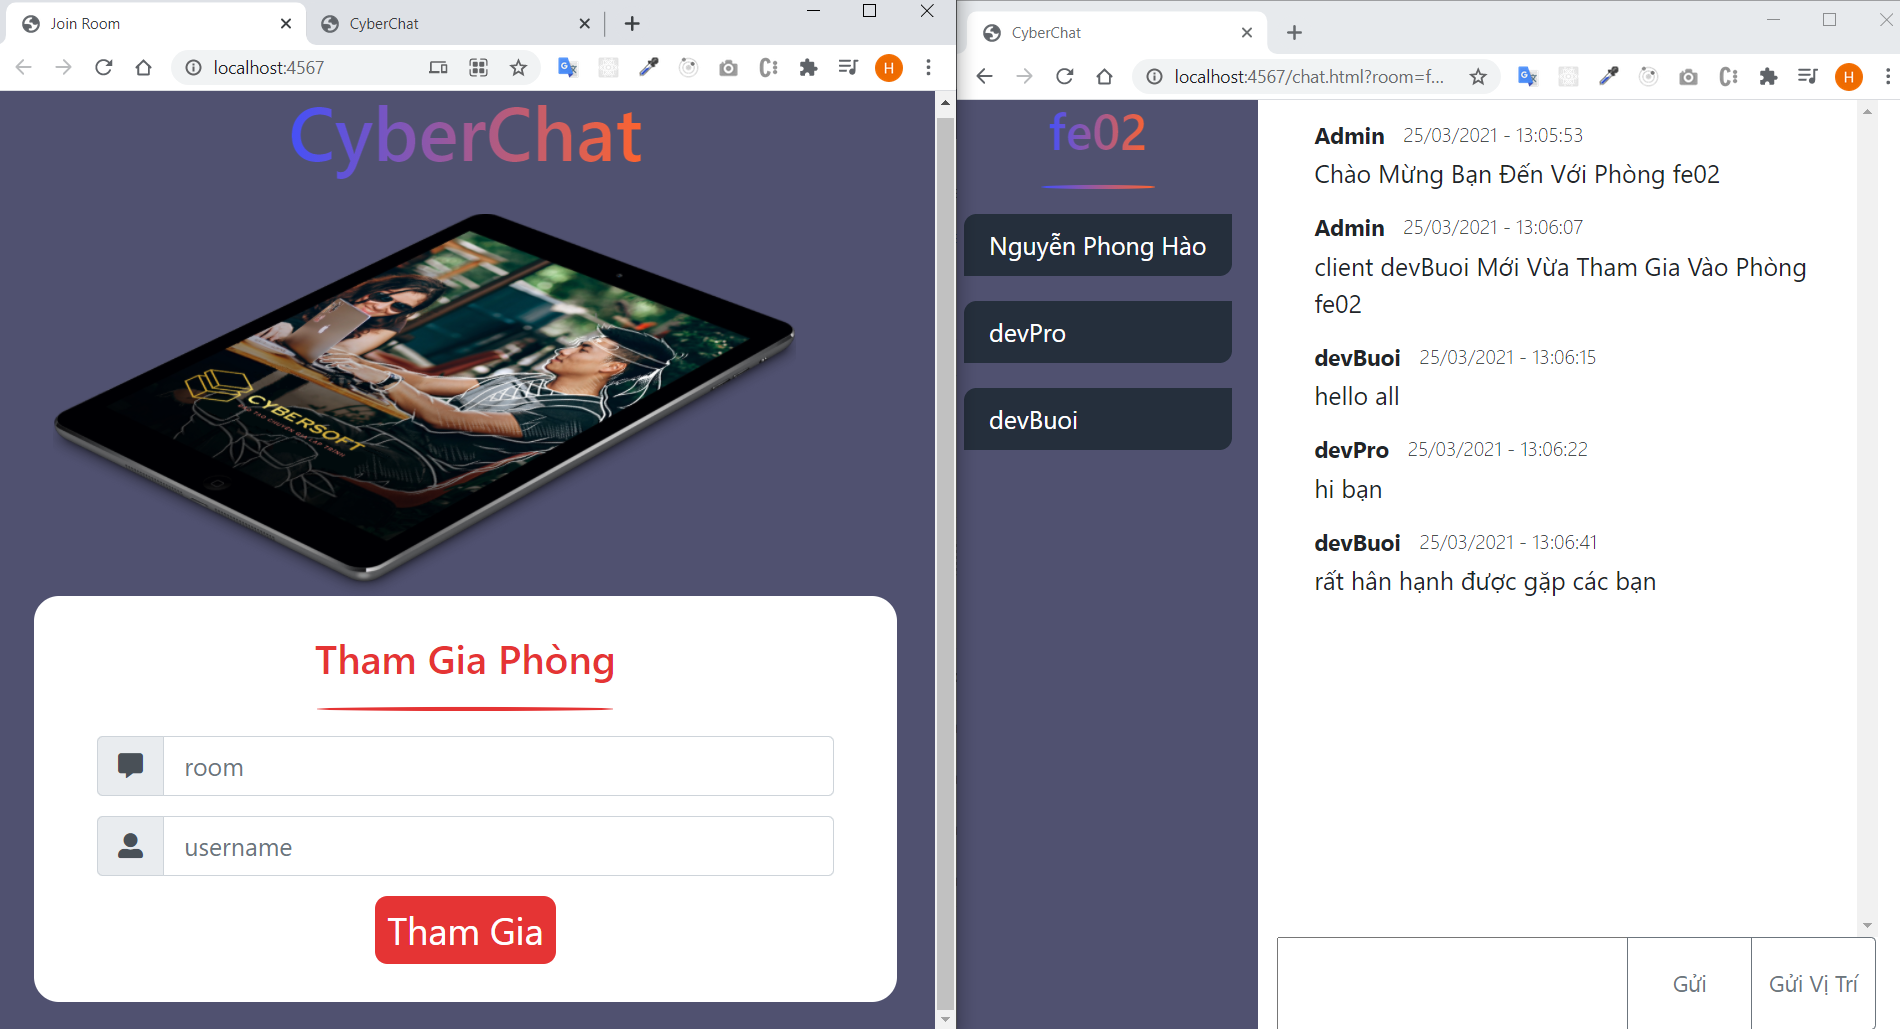 Join Room
CyberChat
localhost:4567
H
CyberChat
CYBERSOFT
Tham Gia Phòng
room
username
Tham Gia
CyberChat
localhost:4567/chat.html?room=f...
H
fe02
Nguyễn Phong Hào
devPro
devBuoi
Admin 25/03/2021 - 13:05:53
Chào Mừng Bạn Đến Với Phòng fe02
Admin 25/03/2021 - 13:06:07
client devBuoi Mới Vừa Tham Gia Vào Phòng
fe02
devBuoi 25/03/2021 - 13:06:15
hello all
devPro 25/03/2021 - 13:06:22
hi bạn
devBuoi 25/03/2021 - 13:06:41
rất hân hạnh được gặp các bạn
Gửi
Gửi Vị Trí